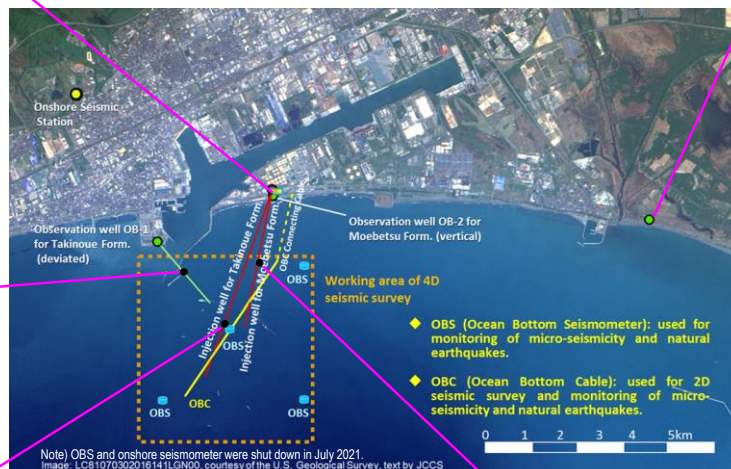 Onshore Seismic
Station
Observation well OB-1
for Takinoue Form.
(deviated)
Observation well OB-2 for
Moebetsu Form. (vertical)
Injection well for Takinoue Form.
Injection well for Moebetsu Form.
OBC Connecting Cable
Working area of 4D
seismic survey
OBS
OBS
OBS
OBS
OBC
◆ OBS (Ocean Bottom Seismometer): used for
monitoring of micro-seismicity and natural
earthquakes.
◆ OBC (Ocean Bottom Cable): used for 2D
seismic survey and monitoring of micro-
seismicity and natural earthquakes.
0 1 2 3 4 5km
Note) OBS and onshore seismometer were shut down in July 2021.
Image: LC81070302016141LGN00, courtesy of the U.S. Geological Survey, text by JCCS